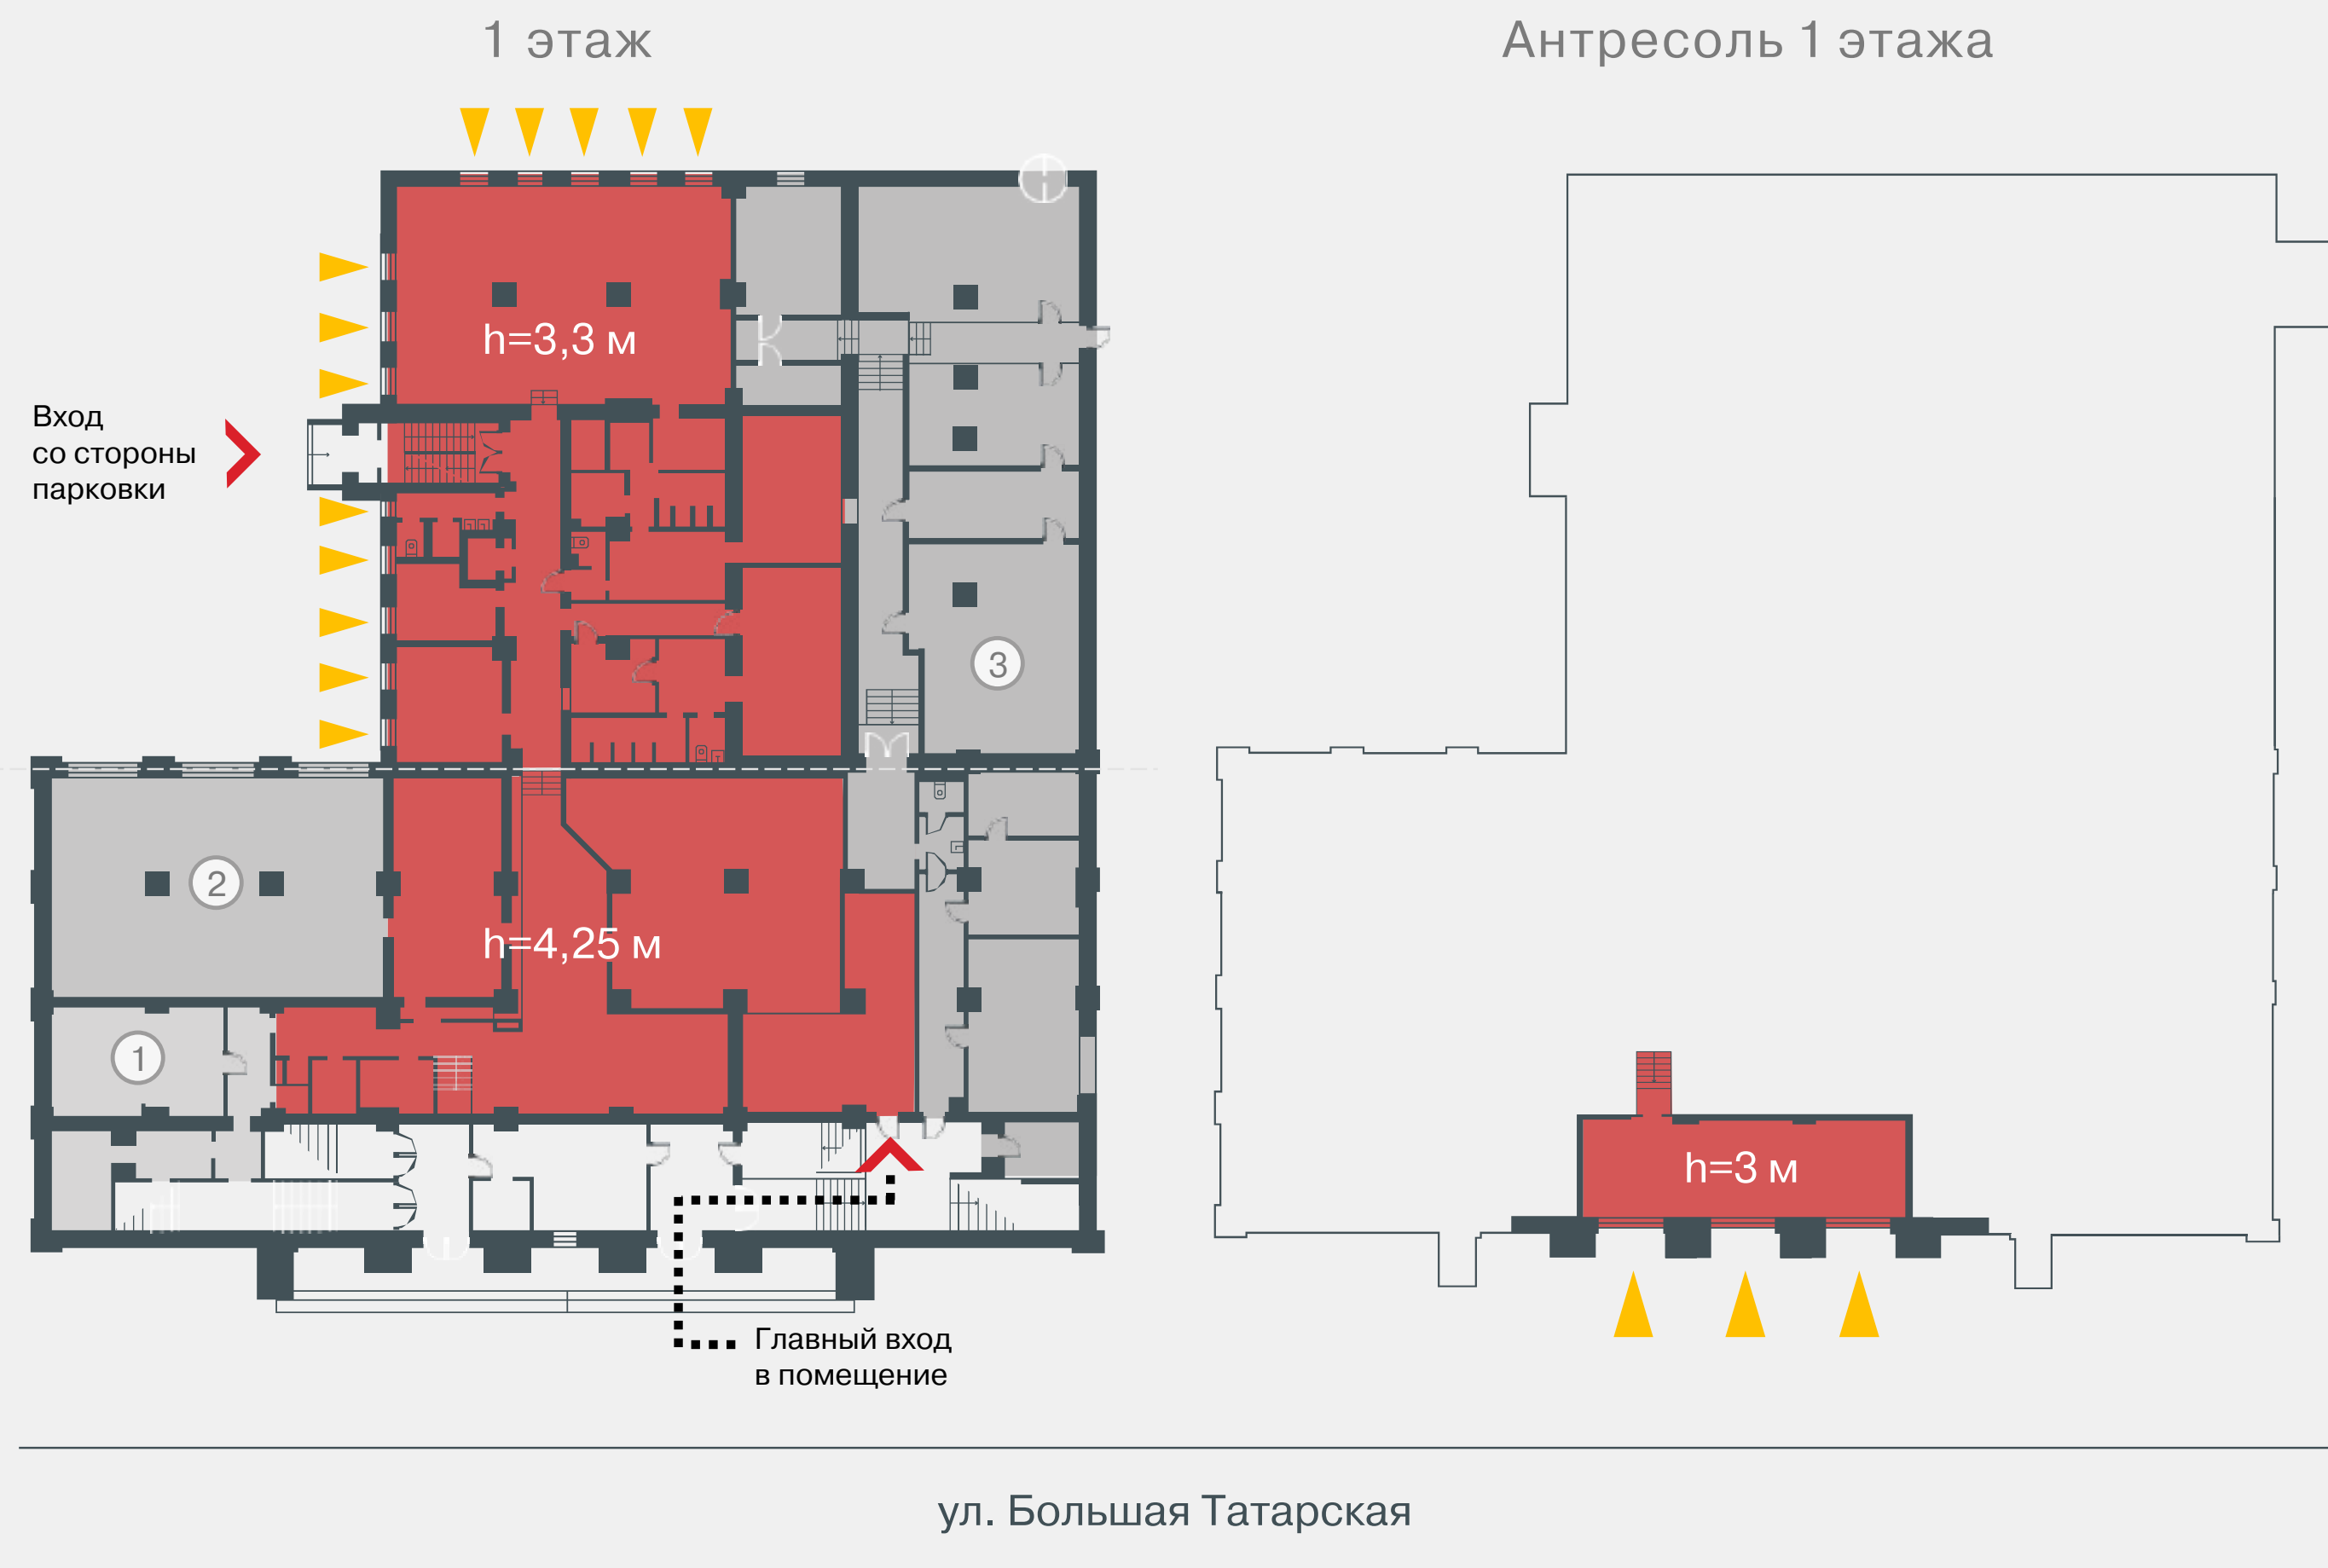 1 этаж
Антресоль 1 этажа
h=3,3 м
Вход
со стороны
парковки
3
2
h=4,25 м
1
h=3 м
Главный вход
в помещение
ул. Большая Татарская